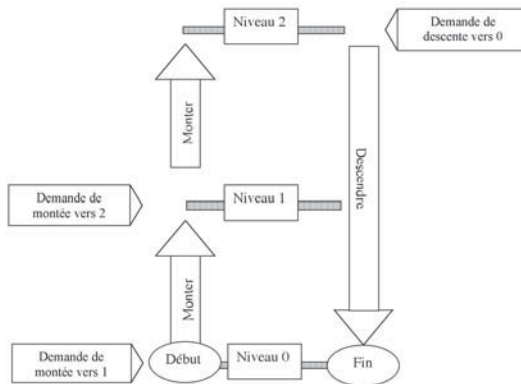 Niveau 2
Demande de
descente vers 0
Monter
Descendre
Demande de
montée vers 2
Niveau 1
Monter
Demande de
montée vers 1
Début
Niveau 0
Fin